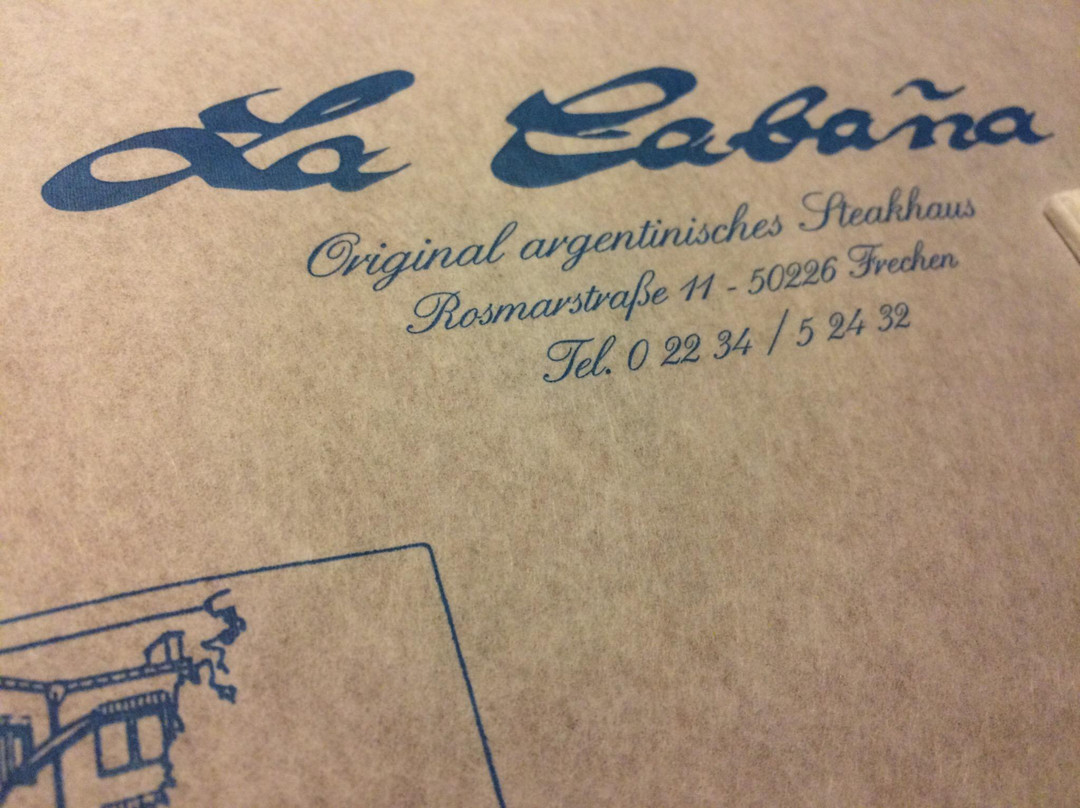 La Cabaña
Original argentinisches Steakhaus
Rosmarstraße 11 - 50226 Frechen
Tel. 0 22 34 / 5 24 32